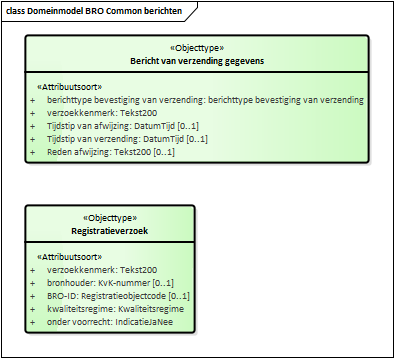 class Domeinmodel BRO Common berichten
«Objecttype»
Bericht van verzending gegevens
«Attribuutsoort»
+ berichttype bevestiging van verzending: berichttype bevestiging van verzending
+ verzoekkenmerk: Tekst200
+ Tijdstip van afwijzing: DatumTijd [0..1]
+ Tijdstip van verzending: DatumTijd [0..1]
+ Reden afwijzing: Tekst200 [0..1]
«Objecttype»
Registratieverzoek
«Attribuutsoort»
+ verzoekkenmerk: Tekst200
+ bronhouder: KvK-nummer [0..1]
+ BRO-ID: Registratieobjectcode [0..1]
+ kwaliteitsregime: Kwaliteitsregime
+ onder voorrecht: IndicatieJaNee